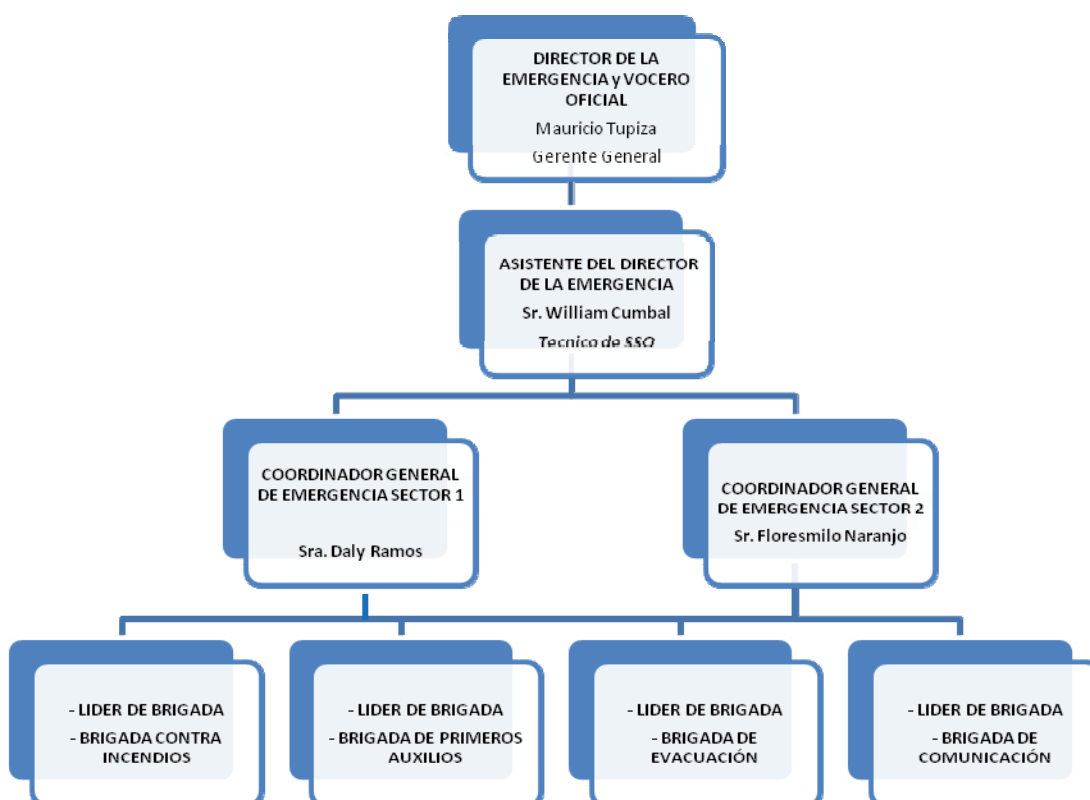 DIRECTOR DE LA
EMERGENCIA y VOCERO
OFICIAL
Mauricio Tupiza
Gerente General
ASISTENTE DEL DIRECTOR
DE LA EMERGENCIA
Sr. William Cumbal
Tecnico de SSO
COORDINADOR GENERAL
DE EMERGENCIA SECTOR 1
Sra. Daly Ramos
COORDINADOR GENERAL
DE EMERGENCIA SECTOR 2
Sr. Floresmilo Naranjo
- LIDER DE BRIGADA
- BRIGADA CONTRA
INCENDIOS
- LIDER DE BRIGADA
- BRIGADA DE PRIMEROS
AUXILIOS
- LIDER DE BRIGADA
- BRIGADA DE
EVACUACIÓN
- LIDER DE BRIGADA
- BRIGADA DE
COMUNICACIÓN